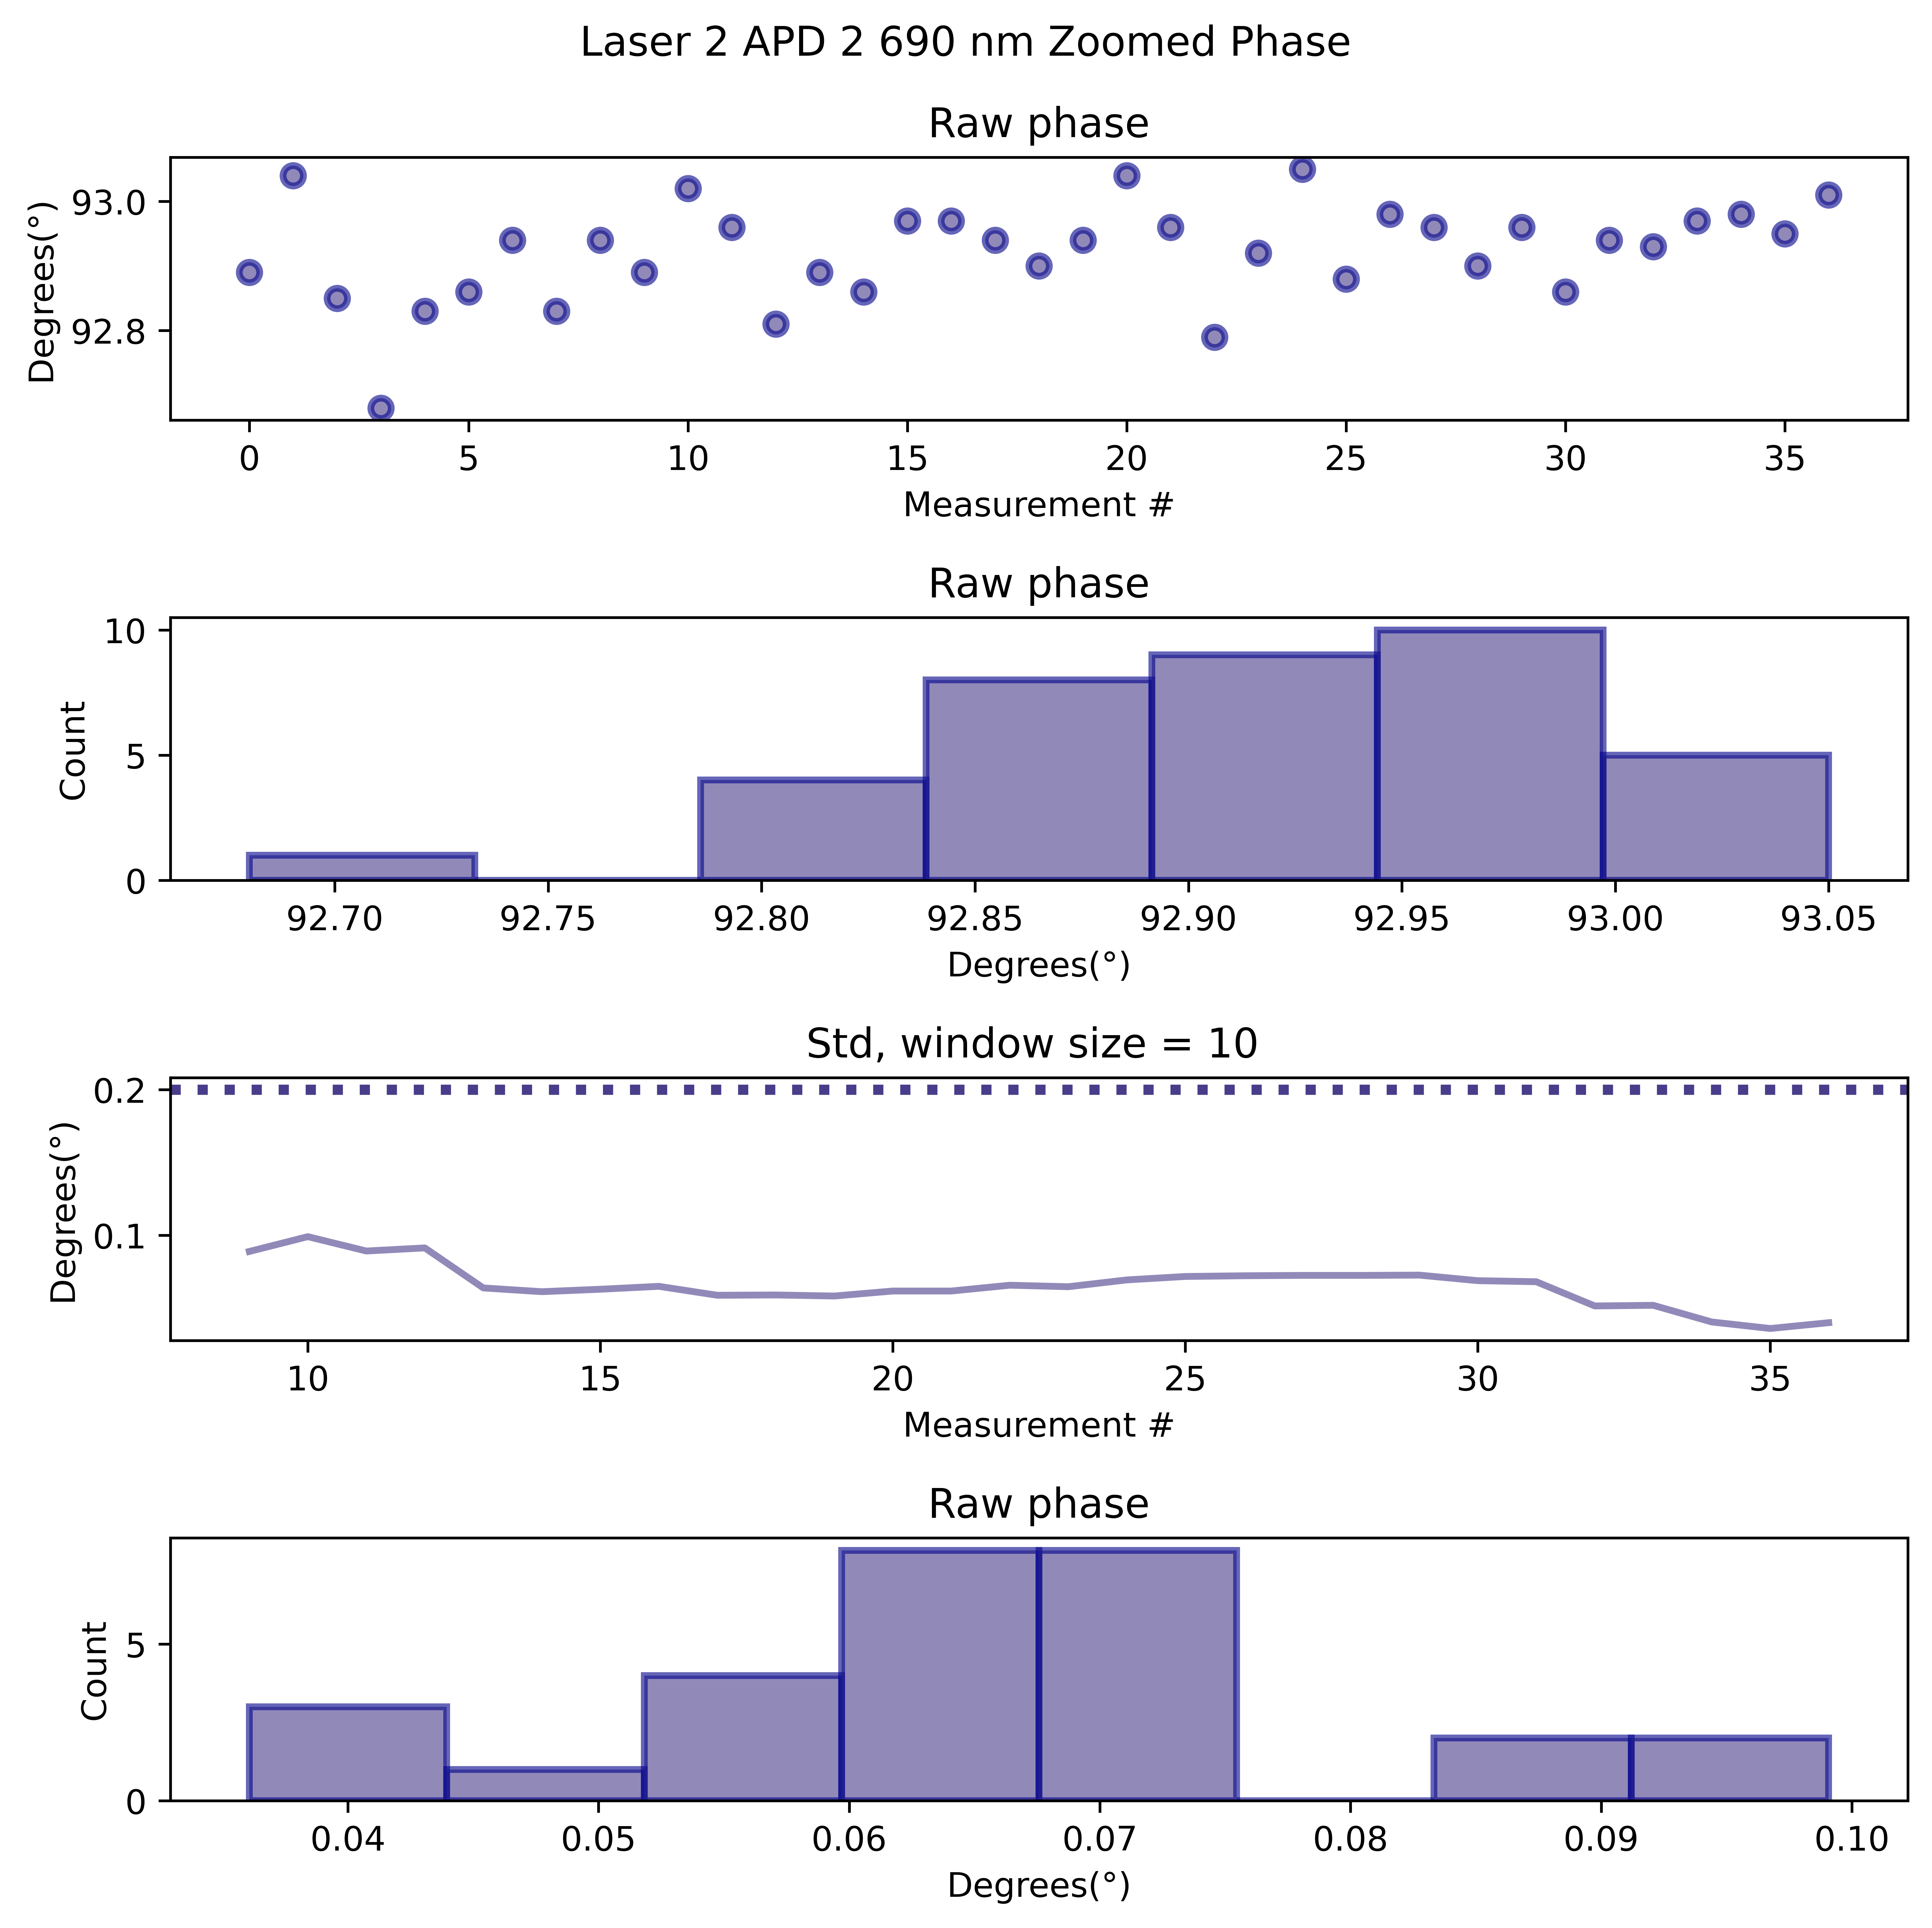 Laser 2 APD 2 690 nm Zoomed Phase
Raw phase
Degrees(°)
93.0
92.8
0 5 10 15 20 25 30 35
Measurement #
Raw phase
Count
10
5
0
92.70 92.75 92.80 92.85 92.90 92.95 93.00 93.05
Degrees(°)
Std, window size = 10
Degrees(°)
0.2
0.1
10 15 20 25 30 35
Measurement #
Raw phase
Count
5
0
0.04 0.05 0.06 0.07 0.08 0.09 0.10
Degrees(°)